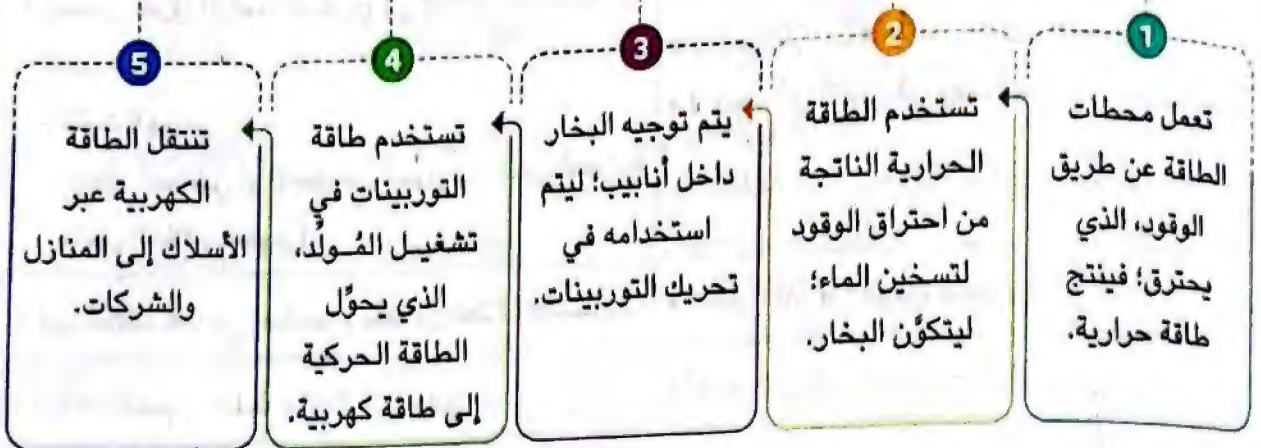 1
تعمل محطات
الطاقة عن طريق
الوقود، الذي
يحترق؛ فينتج
طاقة حرارية.
2
تستخدم الطاقة
الحرارية الناتجة
من احتراق الوقود
لتسخين الماء؛
ليتكوَّن البخار.
3
يتم توجيه البخار
داخل أنابيب؛ ليتم
استخدامه في
تحريك التوربينات.
4
تستخدم طاقة
التوربينات في
تشغيل المُولِّد،
الذي يحوِّل
الطاقة الحركية
إلى طاقة كهربية.
5
تنتقل الطاقة
الكهربية عبر
الأسلاك إلى المنازل
والشركات.